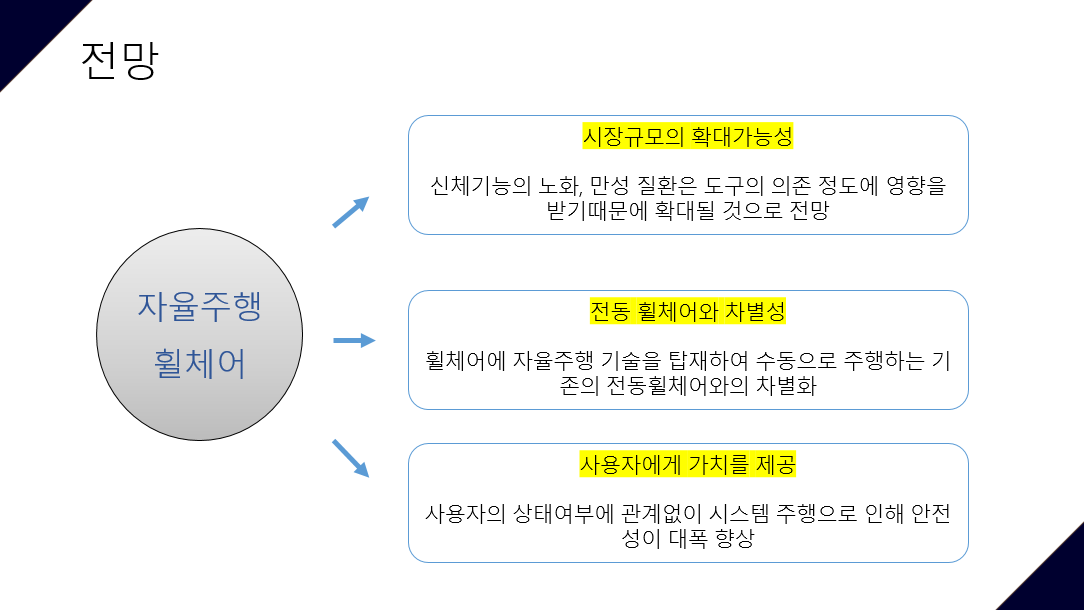 전망
시장규모의 확대가능성
신체기능의 노화, 만성 질환은 도구의 의존 정도에 영향을
받기때문에 확대될 것으로 전망
자율주행
휠체어
전동 휠체어와 차별성
휠체어에 자율주행 기술을 탑재하여 수동으로 주행하는 기
존의 전동휠체어와의 차별화
사용자에게 가치를 제공
사용자의 상태여부에 관계없이 시스템 주행으로 인해 안전
성이 대폭 향상